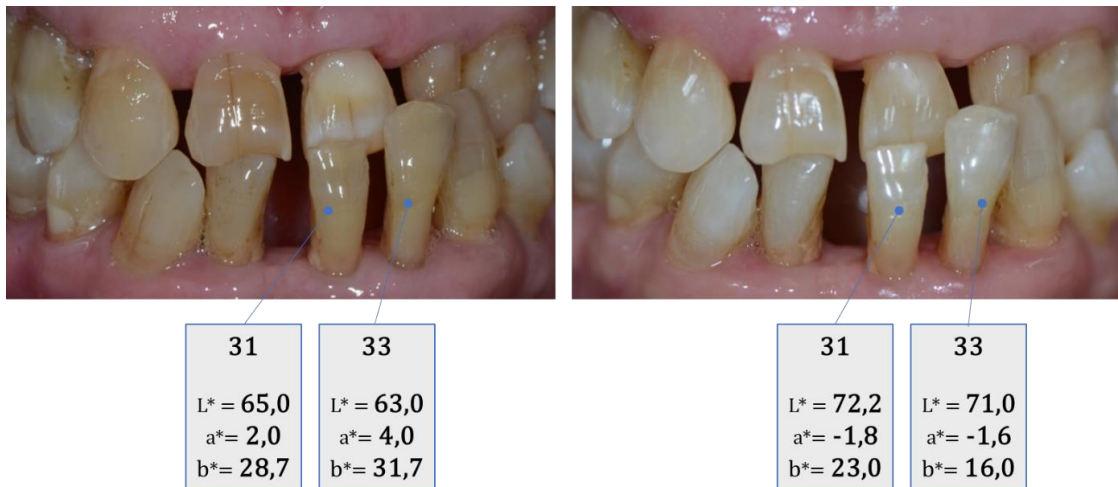 31
L* = 65,0
a*= 2,0
b*= 28,7
33
L* = 63,0
a*= 4,0
b*= 31,7
31
L* = 72,2
a*= -1,8
b*= 23,0
33
L* = 71,0
a*= -1,6
b*= 16,0